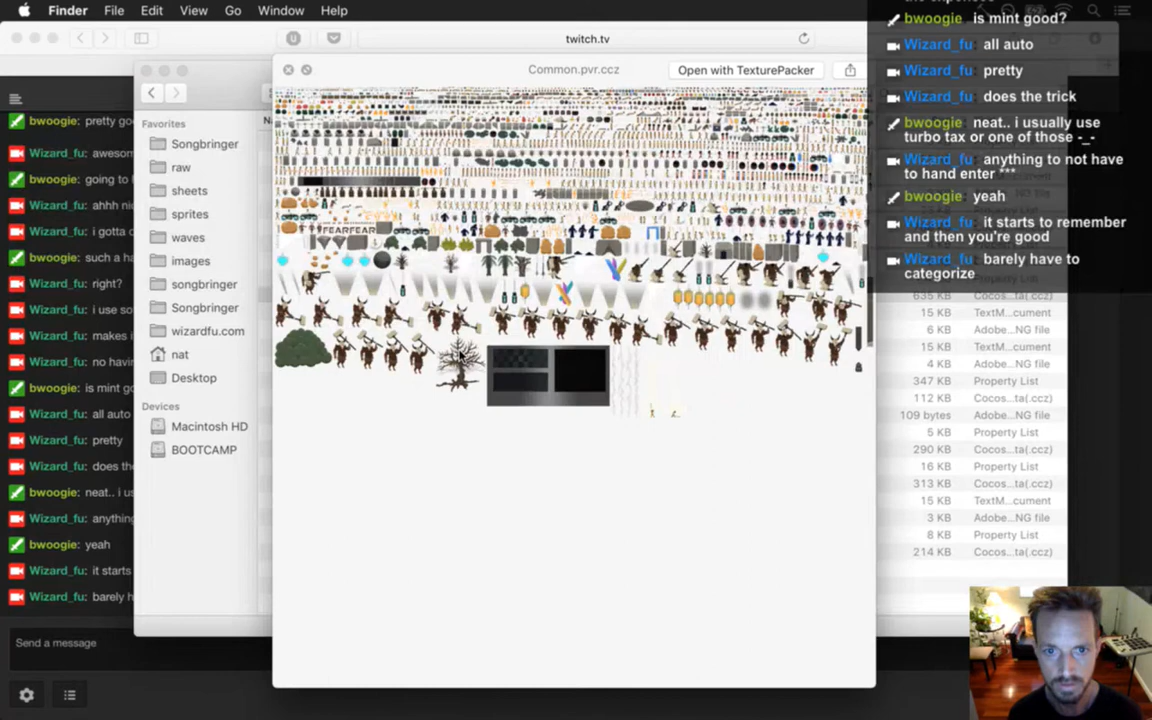 Finder File Edit View Go Window Help
twitch.tv
Common.pvr.ccz
Open with TexturePacker
Favorites
Songbringer
raw
sheets
sprites
waves
images
songbringer
Songbringer
wizardfu.com
nat
Desktop
Devices
Macintosh HD
BOOTCAMP
bwoogie: pretty
Wizard_fu:
bwoogie: going to
Wizard_fu: ahhh
Wizard_fu: i gotta
bwoogie: such a
Wizard_fu: right?
Wizard_fu: i use
Wizard_fu: makes
Wizard_fu: no
bwoogie: is mint
Wizard_fu: all auto
Wizard_fu: pretty
Wizard_fu: does
bwoogie: neat.. i
Wizard_fu:
bwoogie: yeah
Wizard_fu: it starts
Wizard_fu:
Send a message
FEARFEAR
635 KB Cocos...ta(.ccz)
15 KB TextM...cument
6 KB Adobe...NG file
15 KB TextM...cument
4 KB Adobe...NG file
347 KB Property List
112 KB Cocos...ta(.ccz)
109 bytes Adobe...NG file
5 KB Property List
290 KB Cocos...ta(.ccz)
16 KB Property List
313 KB Cocos...ta(.ccz)
15 KB TextM...cument
3 KB Adobe...NG file
8 KB Property List
214 KB Cocos...ta(.ccz)
bwoogie is mint good?
Wizard_fu all auto
Wizard_fu pretty
Wizard_fu does the trick
bwoogie neat.. i usually use
turbo tax or one of those -_-
Wizard_fu anything to not have
to hand enter ***
bwoogie yeah
Wizard_fu it starts to remember
and then you're good
Wizard_fu barely have to
categorize